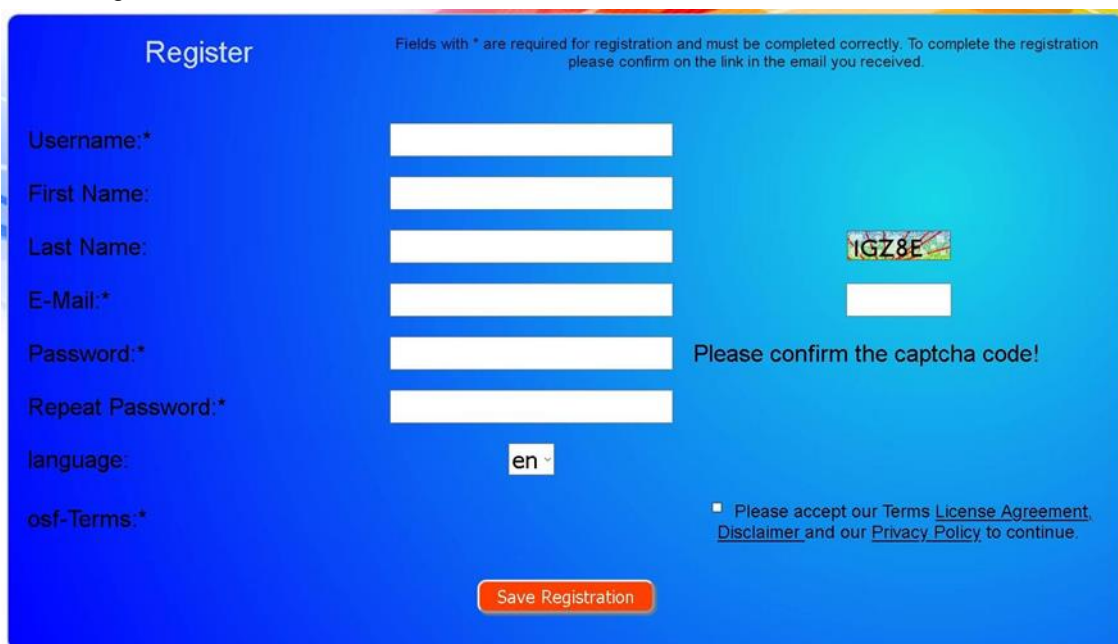 Register
Fields with * are required for registration and must be completed correctly. To complete the registration
please confirm on the link in the email you received.
Username:*
First Name:
Last Name:
IGZ8E
E-Mail:*
Password:*
Please confirm the captcha code!
Repeat Password:*
language:
en
osf-Terms:*
Please accept our Terms License Agreement,
Disclaimer and our Privacy Policy to continue.
Save Registration